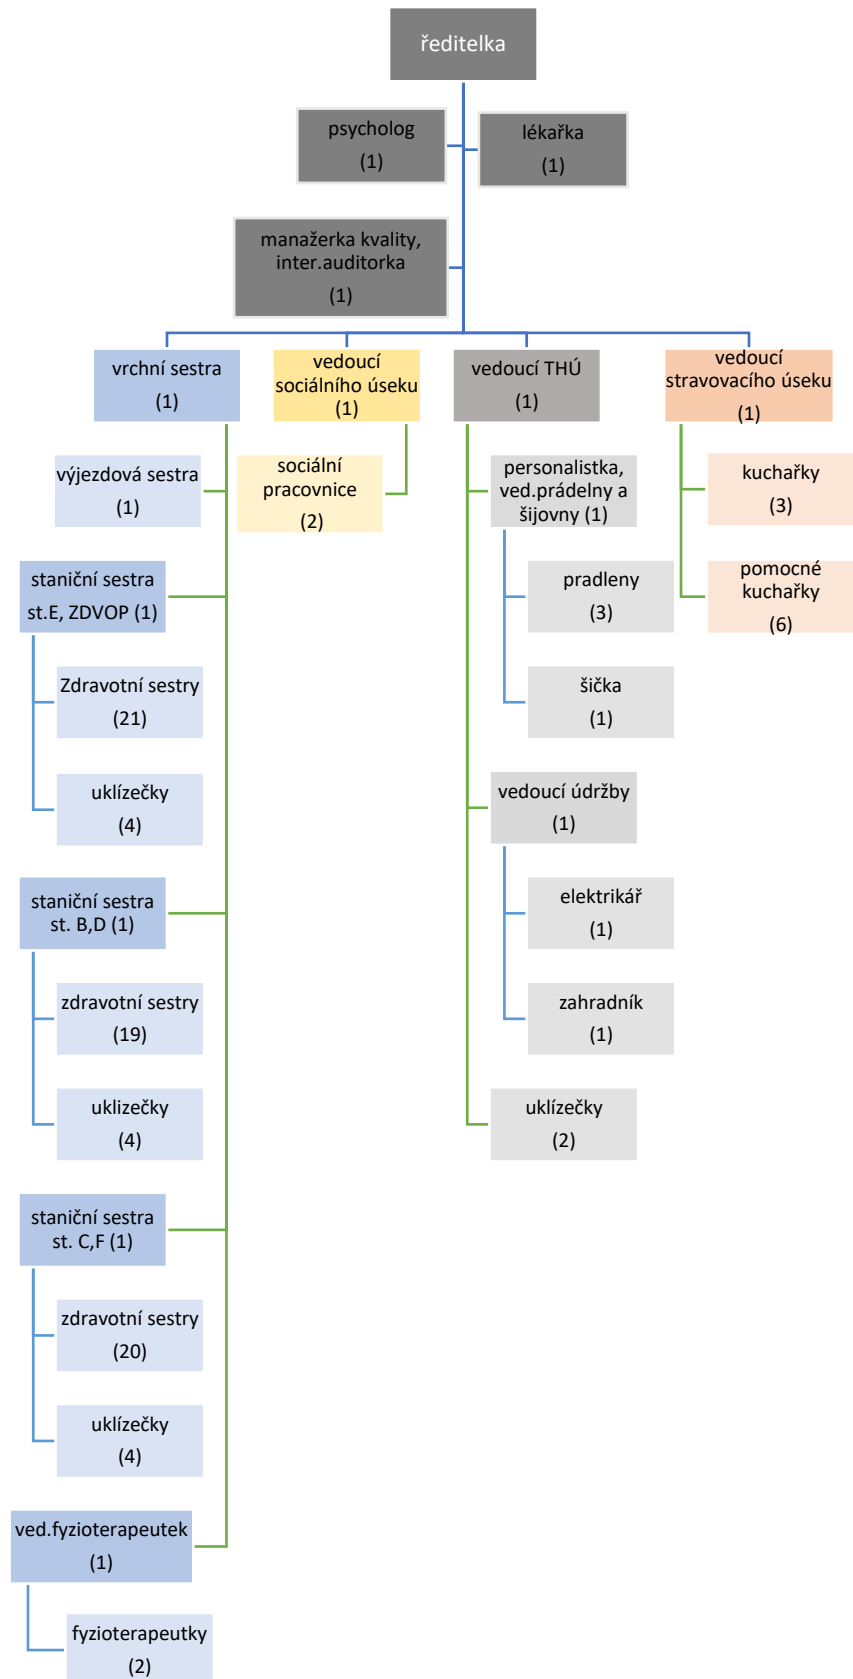 ředitelka
psycholog
(1)
lékařka
(1)
manažerka kvality,
inter.auditorka
(1)
vrchní sestra
(1)
vedoucí
sociálního úseku
(1)
vedoucí THÚ
(1)
vedoucí
stravovacího úseku
(1)
výjezdová sestra
(1)
staniční sestra
st.E, ZDVOP (1)
Zdravotní sestry
(21)
uklízečky
(4)
staniční sestra
st. B,D (1)
zdravotní sestry
(19)
uklizečky
(4)
staniční sestra
st. C,F (1)
zdravotní sestry
(20)
uklízečky
(4)
ved.fyzioterapeutek
(1)
fyzioterapeutky
(2)
sociální
pracovnice
(2)
personalistka,
ved.prádelny a
šijovny (1)
pradleny
(3)
šička
(1)
vedoucí údržby
(1)
elektrikář
(1)
zahradník
(1)
uklízečky
(2)
kuchařky
(3)
pomocné
kuchařky
(6)